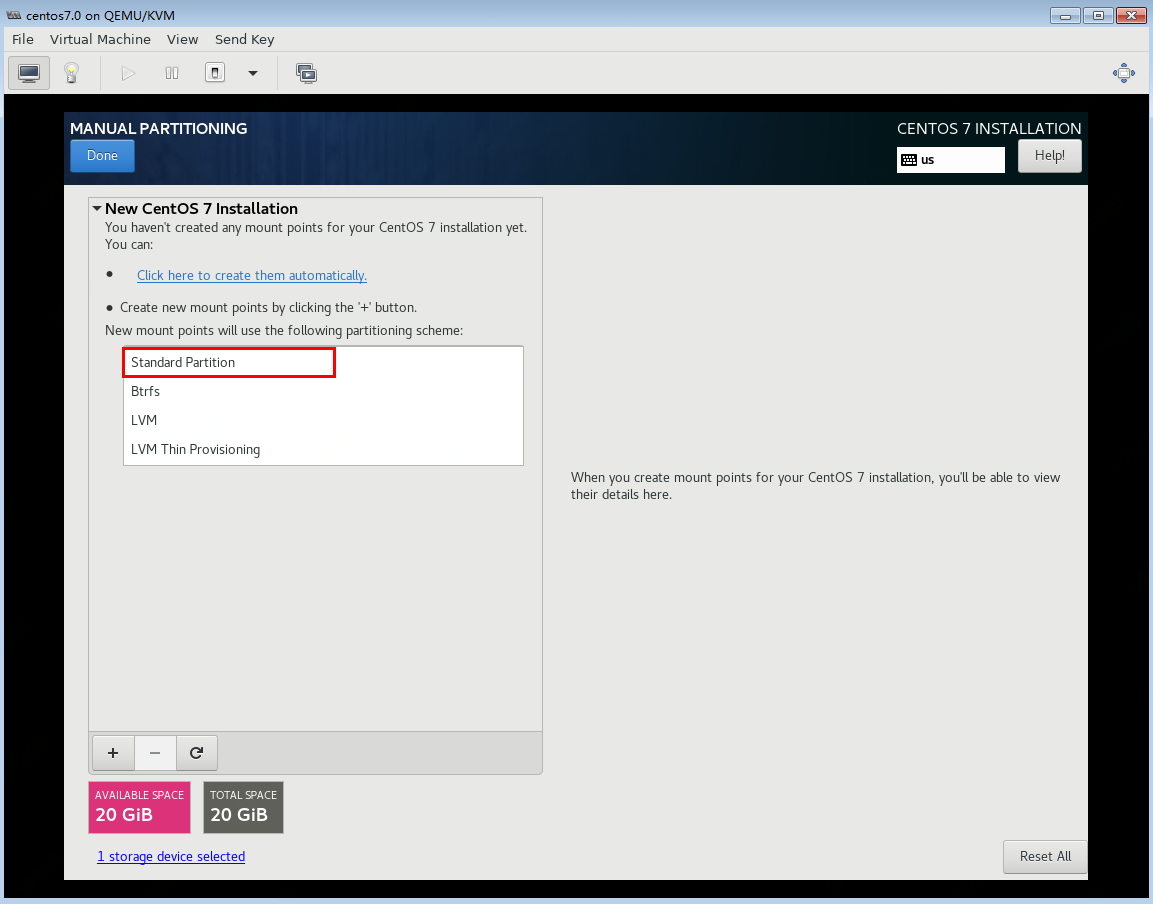 centos7.0 on QEMU/KVM
File Virtual Machine View Send Key
MANUAL PARTITIONING
CENTOS 7 INSTALLATION
Done
us
Help!
New CentOS 7 Installation
You haven't created any mount points for your CentOS 7 installation yet.
You can:
Click here to create them automatically.
Create new mount points by clicking the '+' button.
New mount points will use the following partitioning scheme:
Standard Partition
Btrfs
LVM
LVM Thin Provisioning
When you create mount points for your CentOS 7 installation, you'll be able to view
their details here.
AVAILABLE SPACE
20 GiB
TOTAL SPACE
20 GiB
1 storage device selected
Reset All